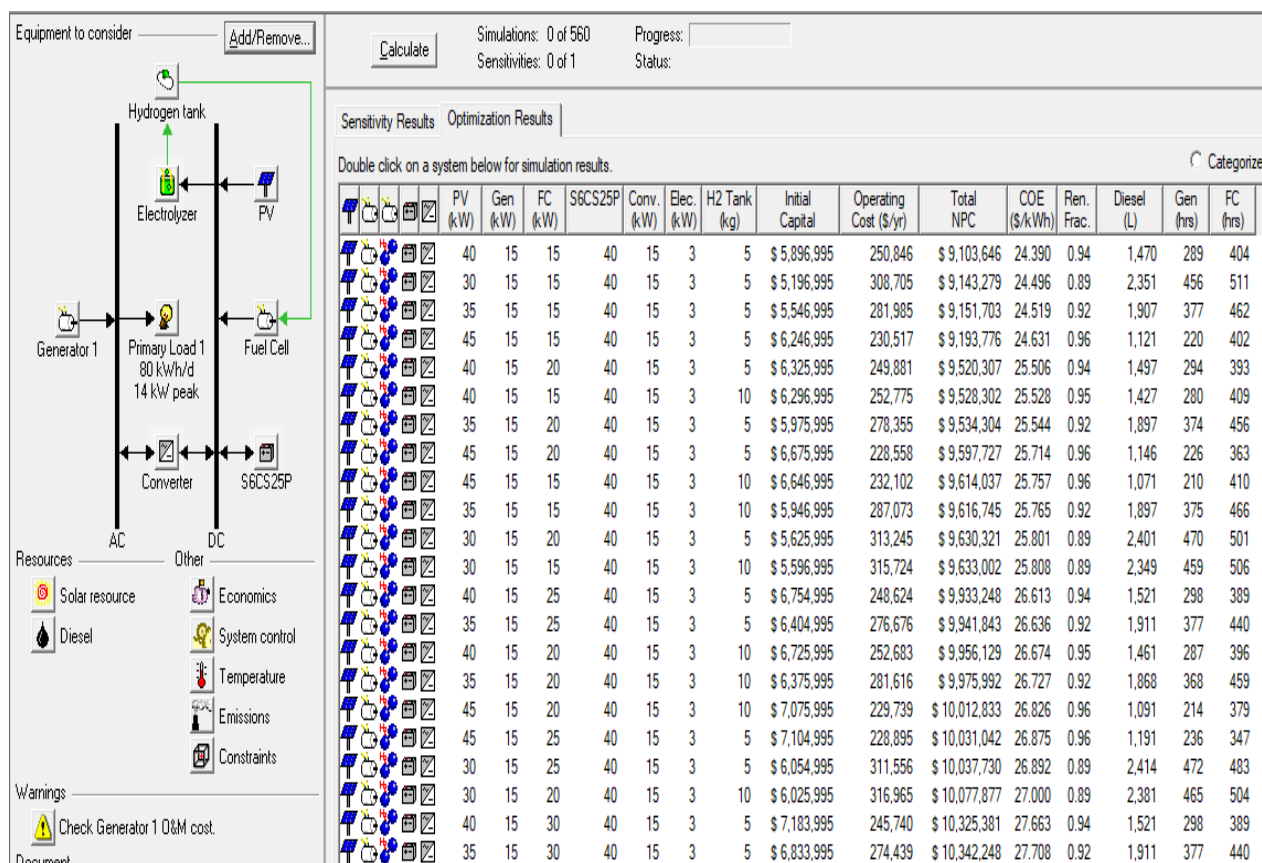 Equipment to consider Add/Remove...
Hydrogen tank
Electrolyzer PV
Generator 1 Primary Load 1 Fuel Cell
80 kWh/d
14 kW peak
Converter S6CS25P
AC DC
Resources Other
Solar resource Economics
Diesel System control
Temperature
Emissions
Constraints
Warnings
Check Generator 1 O&M cost.
Document
Calculate Simulations: 0 of 560 Progress:
Sensitivities: 0 of 1 Status:
Sensitivity Results Optimization Results
Double click on a system below for simulation results. Categorize
PV (kW) Gen (kW) FC (kW) S6CS25P Conv. (kW) Elec. (kW) H2 Tank (kg) Initial Capital Operating Cost ($/yr) Total NPC COE ($/kWh) Ren. Frac. Diesel (L) Gen (hrs) FC (hrs)
40 15 15 40 15 3 5 $ 5,896,995 250,846 $ 9,103,646 24.390 0.94 1,470 289 404
30 15 15 40 15 3 5 $ 5,196,995 308,705 $ 9,143,279 24.496 0.89 2,351 456 511
35 15 15 40 15 3 5 $ 5,546,995 281,985 $ 9,151,703 24.519 0.92 1,907 377 462
45 15 15 40 15 3 5 $ 6,246,995 230,517 $ 9,193,776 24.631 0.96 1,121 220 402
40 15 20 40 15 3 5 $ 6,325,995 249,881 $ 9,520,307 25.506 0.94 1,497 294 393
40 15 15 40 15 3 10 $ 6,296,995 252,775 $ 9,528,302 25.528 0.95 1,427 280 409
35 15 20 40 15 3 5 $ 5,975,995 278,355 $ 9,534,304 25.544 0.92 1,897 374 456
45 15 20 40 15 3 5 $ 6,675,995 228,558 $ 9,597,727 25.714 0.96 1,146 226 363
45 15 15 40 15 3 10 $ 6,646,995 232,102 $ 9,614,037 25.757 0.96 1,071 210 410
35 15 15 40 15 3 10 $ 5,946,995 287,073 $ 9,616,745 25.765 0.92 1,897 375 466
30 15 20 40 15 3 5 $ 5,625,995 313,245 $ 9,630,321 25.801 0.89 2,401 470 501
30 15 15 40 15 3 10 $ 5,596,995 315,724 $ 9,633,002 25.808 0.89 2,349 459 506
40 15 25 40 15 3 5 $ 6,754,995 248,624 $ 9,933,248 26.613 0.94 1,521 298 389
35 15 25 40 15 3 5 $ 6,404,995 276,676 $ 9,941,843 26.636 0.92 1,911 377 440
40 15 20 40 15 3 10 $ 6,725,995 252,683 $ 9,956,129 26.674 0.95 1,461 287 396
35 15 20 40 15 3 10 $ 6,375,995 281,616 $ 9,975,992 26.727 0.92 1,868 368 459
45 15 20 40 15 3 10 $ 7,075,995 229,739 $ 10,012,833 26.826 0.96 1,091 214 379
45 15 25 40 15 3 5 $ 7,104,995 228,895 $ 10,031,042 26.875 0.96 1,191 236 347
30 15 25 40 15 3 5 $ 6,054,995 311,556 $ 10,037,730 26.892 0.89 2,414 472 483
30 15 20 40 15 3 10 $ 6,025,995 316,965 $ 10,077,877 27.000 0.89 2,381 465 504
40 15 30 40 15 3 5 $ 7,183,995 245,740 $ 10,325,381 27.663 0.94 1,521 298 389
35 15 30 40 15 3 5 $ 6,833,995 274,439 $ 10,342,248 27.708 0.92 1,911 377 440